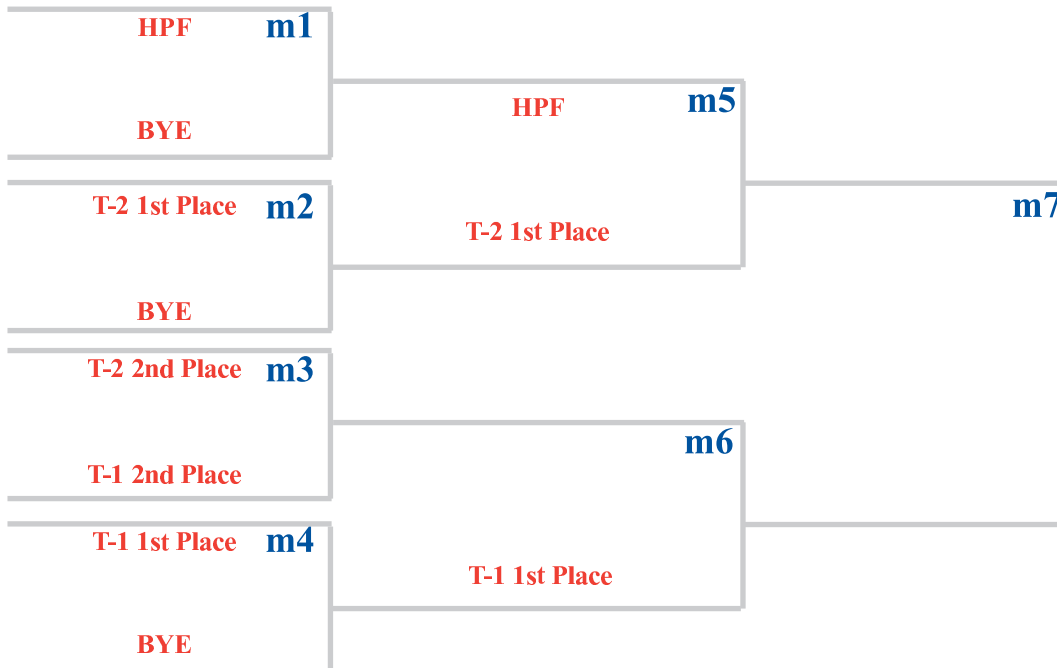 HPF
m1
BYE
T-2 1st Place
m2
BYE
T-2 2nd Place
m3
T-1 2nd Place
T-1 1st Place
m4
BYE
HPF
m5
T-2 1st Place
m6
T-1 1st Place
m7